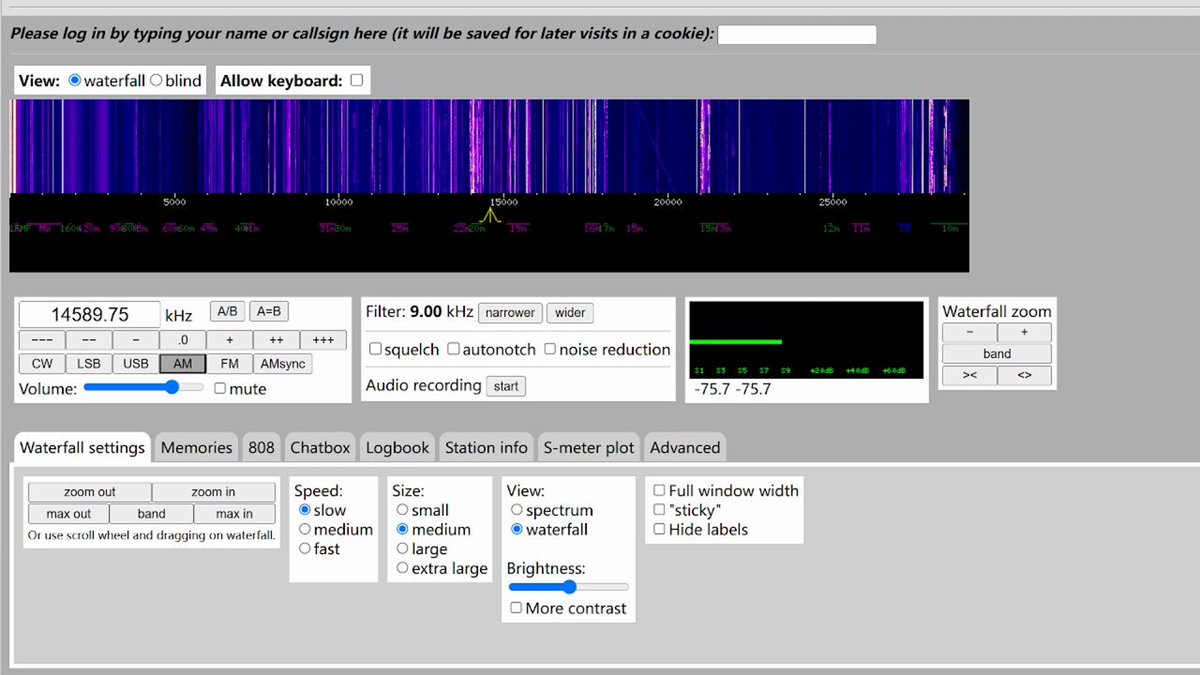 Please log in by typing your name or callsign here (it will be saved for later visits in a cookie):
View: waterfall blind Allow keyboard:
5000 10000 15000 20000 25000
160m 120m 60m 60m 49m 31m 30m 25m 22m 20m 19m 16m 17m 15m 15m 13m 12m 11m 10m
14589.75 kHz A/B A=B
--- -- - .0 + ++ +++
CW LSB USB AM FM AMsync
Volume: mute
Filter: 9.00 kHz narrower wider
squelch autonotch noise reduction
Audio recording start
S1 S3 S5 S7 S9 +20dB +40dB +60dB
-75.7 -75.7
Waterfall zoom
- +
band
>< <>
Waterfall settings Memories 808 Chatbox Logbook Station info S-meter plot Advanced
zoom out zoom in
max out band max in
Or use scroll wheel and dragging on waterfall.
Speed:
slow
medium
fast
Size:
small
medium
large
extra large
View:
spectrum
waterfall
Brightness:
More contrast
Full window width
"sticky"
Hide labels